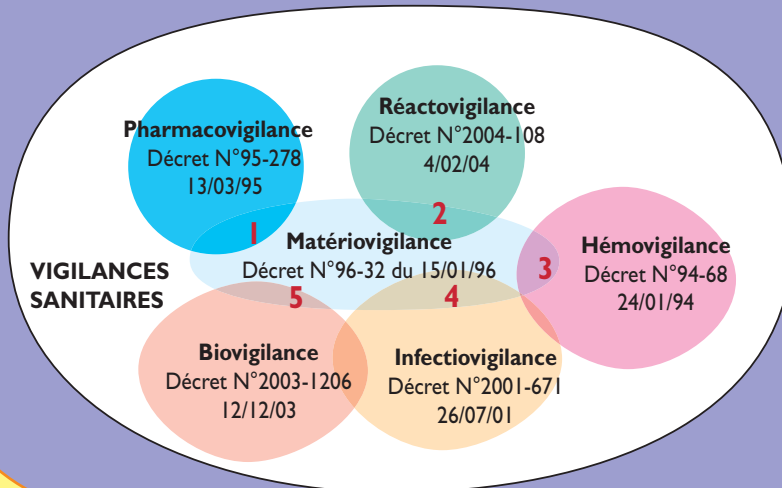 Pharmacovigilance
Décret N°95-278
13/03/95
Réactovigilance
Décret N°2004-108
4/02/04
1
2
Matériovigilance
Décret N°96-32 du 15/01/96
3
Hémovigilance
Décret N°94-68
24/01/94
VIGILANCES
SANITAIRES
5
4
Biovigilance
Décret N°2003-1206
12/12/03
Infectiovigilance
Décret N°2001-671
26/07/01